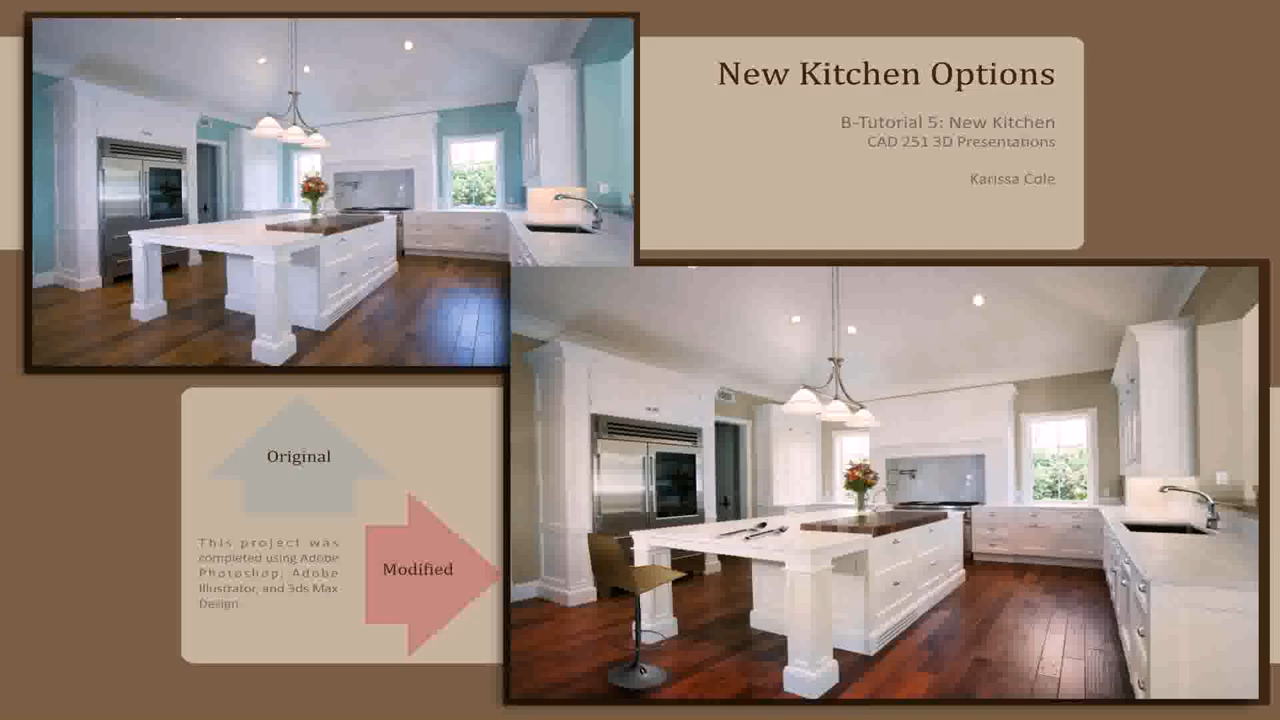 New Kitchen Options
B-Tutorial 5: New Kitchen
CAD 251 3D Presentations
Karissa Cole
Original
This project was
completed using Adobe
Photoshop, Adobe
Illustrator, and 3ds Max
Design.
Modified